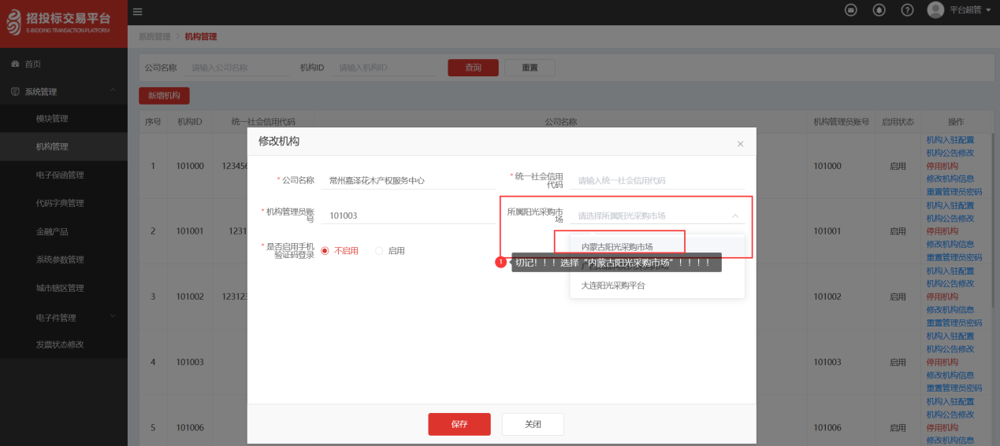 招投标交易平台
E-BIDDING TRANSACTION PLATFORM
平台超管
系统管理 > 机构管理
首页
系统管理
模块管理
机构管理
电子保函管理
代码字典管理
金融产品
系统参数管理
城市辖区管理
电子件管理
发票状态修改
公司名称 请输入公司名称 机构ID 请输入机构ID 查询 重置
新增机构
序号 机构ID 统一社会信用代码 公司名称 机构管理员账号 启用状态 操作
1 101000 123456 101000 启用
机构入驻配置
机构公告修改
停用机构
修改机构信息
重置管理员密码
2 101001 1231 101001 启用
机构入驻配置
机构公告修改
停用机构
修改机构信息
重置管理员密码
3 101002 12312 101002 启用
机构入驻配置
机构公告修改
停用机构
修改机构信息
重置管理员密码
4 101003 101003 启用
机构入驻配置
机构公告修改
停用机构
修改机构信息
重置管理员密码
5 101006 101006 启用
机构入驻配置
机构公告修改
停用机构
修改机构信息
修改机构
* 公司名称 常州嘉泽花木产权服务中心
* 统一社会信用
代码
请输入统一社会信用代码
* 机构管理员账
号
101003
所属阳光采购市
场
请选择所属阳光采购市场
* 是否启用手机
验证码登录
不启用 启用
内蒙古阳光采购市场
1 切记！！！选择“内蒙古阳光采购市场”！！！！
大连阳光采购平台
保存 关闭